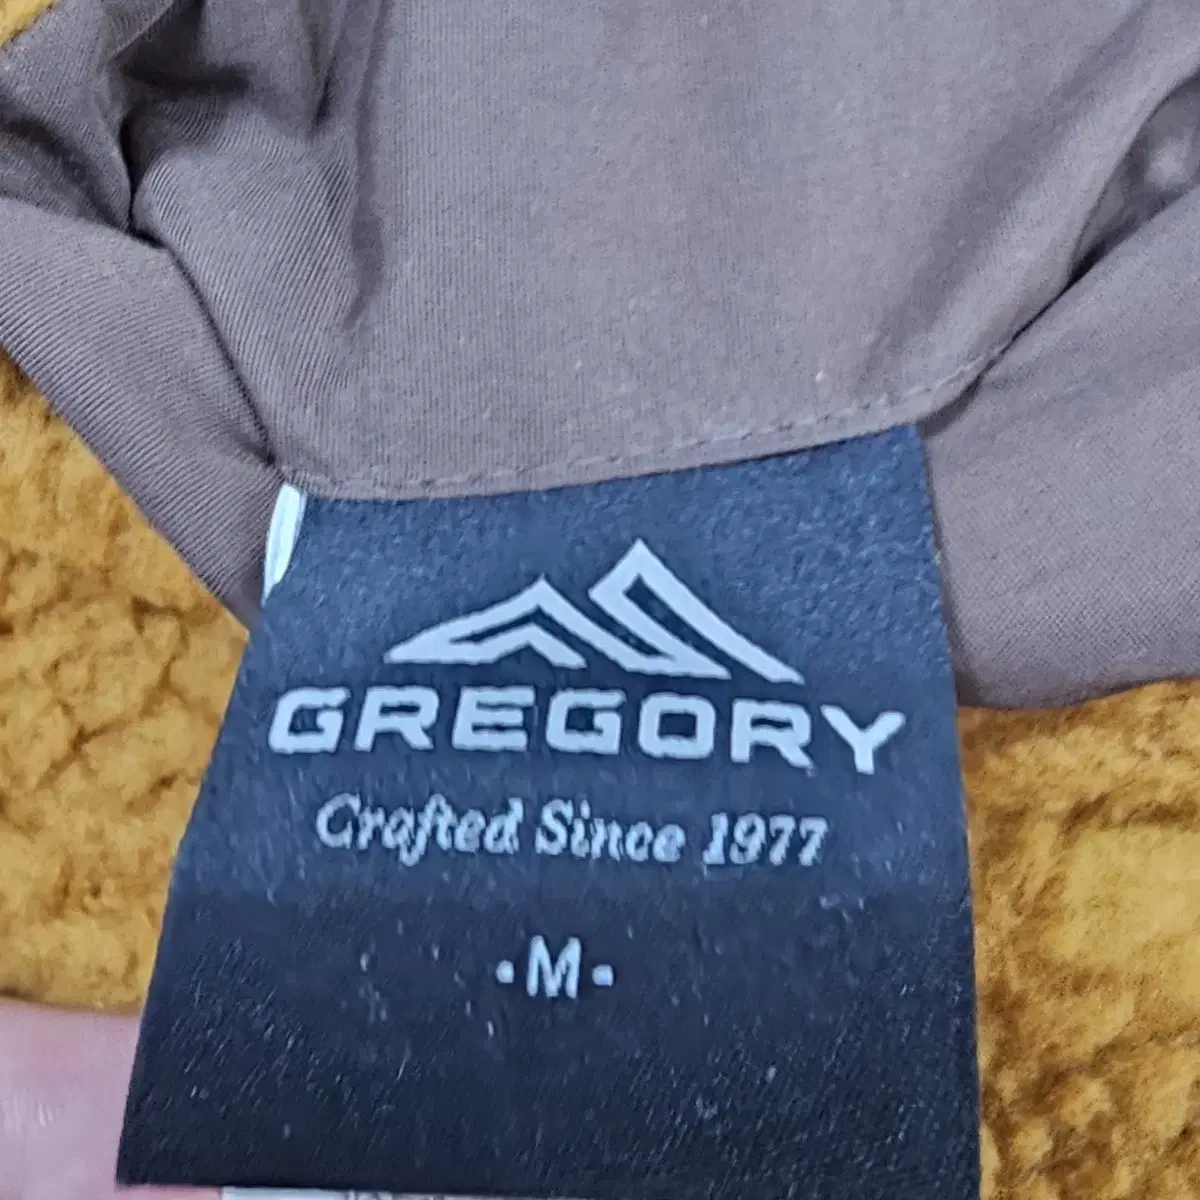 GREGORY
Crafted Since 1977
·M·